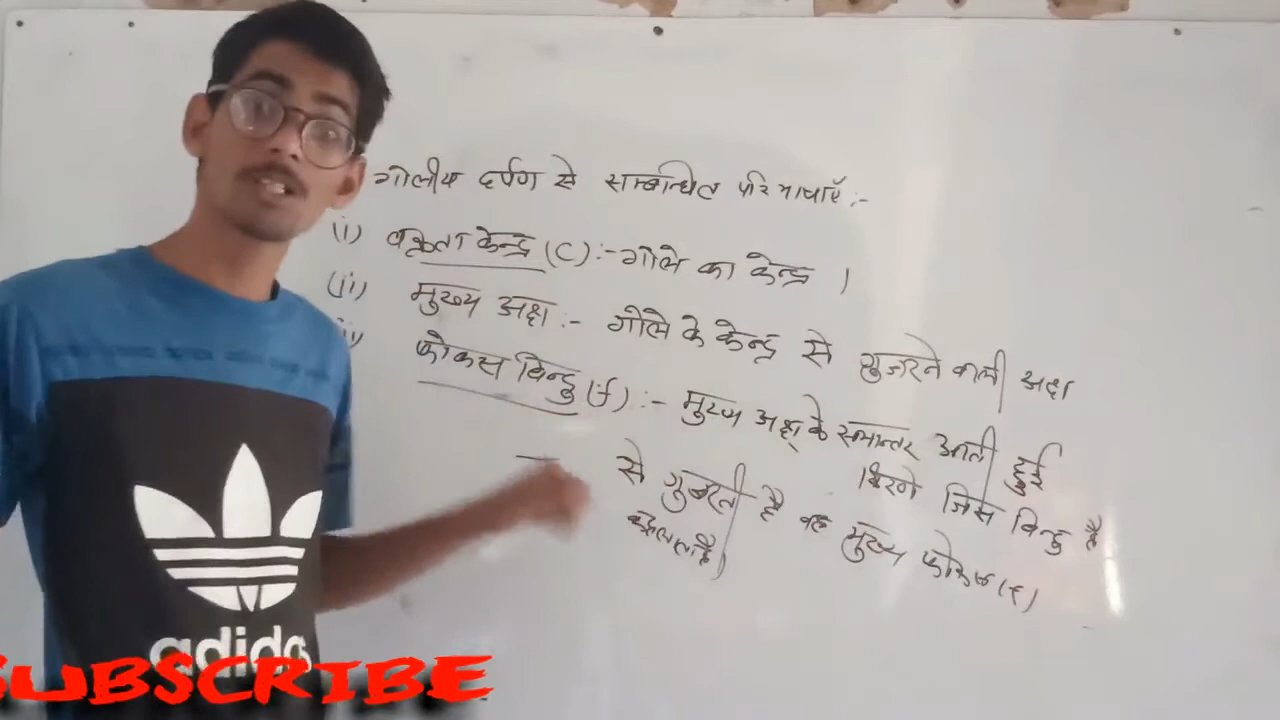 गोलीय दर्पण से सम्बन्धित परिभाषाएँ :-
(i) वक्रता केन्द्र (C) :- गोले का केन्द्र ।
(ii) मुख्य अक्ष :- गोले के केन्द्र से गुजरने वाली अक्ष
फोकस बिन्दु (f) :- मुख्य अक्ष के समान्तर आती हुई
किरणे जिस बिन्दु है
से गुजरती है वह मुख्य फोकस (f)
कहलाता है।
adidas
SUBSCRIBE